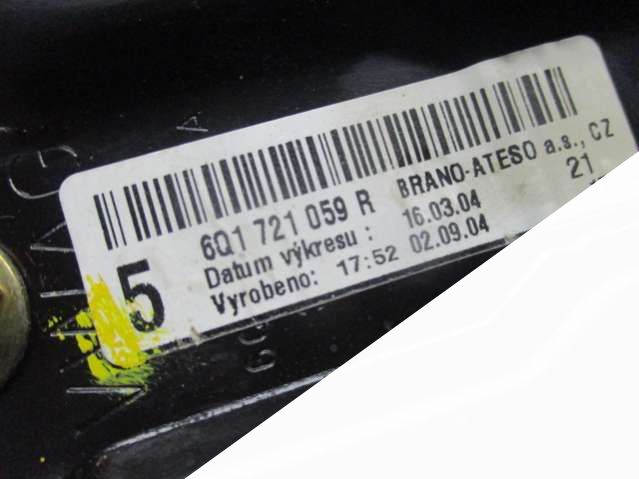 6Q1 721 059 R BRANO-ATESO a.s., CZ
Datum výkresu : 16.03.04 21
Vyrobeno: 17:52 02.09.04
5